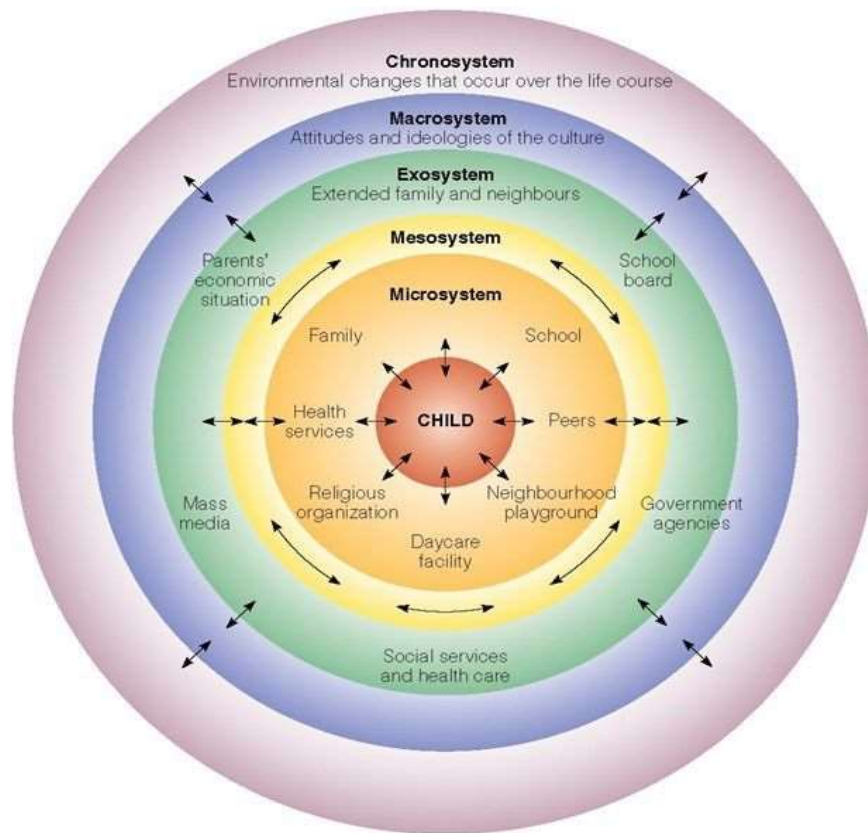 Chronosystem
Environmental changes that occur over the life course
Macrosystem
Attitudes and ideologies of the culture
Exosystem
Extended family and neighbours
Mesosystem
Parents'
economic
situation
School
board
Microsystem
Family
School
Health
services
CHILD
Peers
Religious
organization
Neighbourhood
playground
Mass
media
Government
agencies
Daycare
facility
Social services
and health care